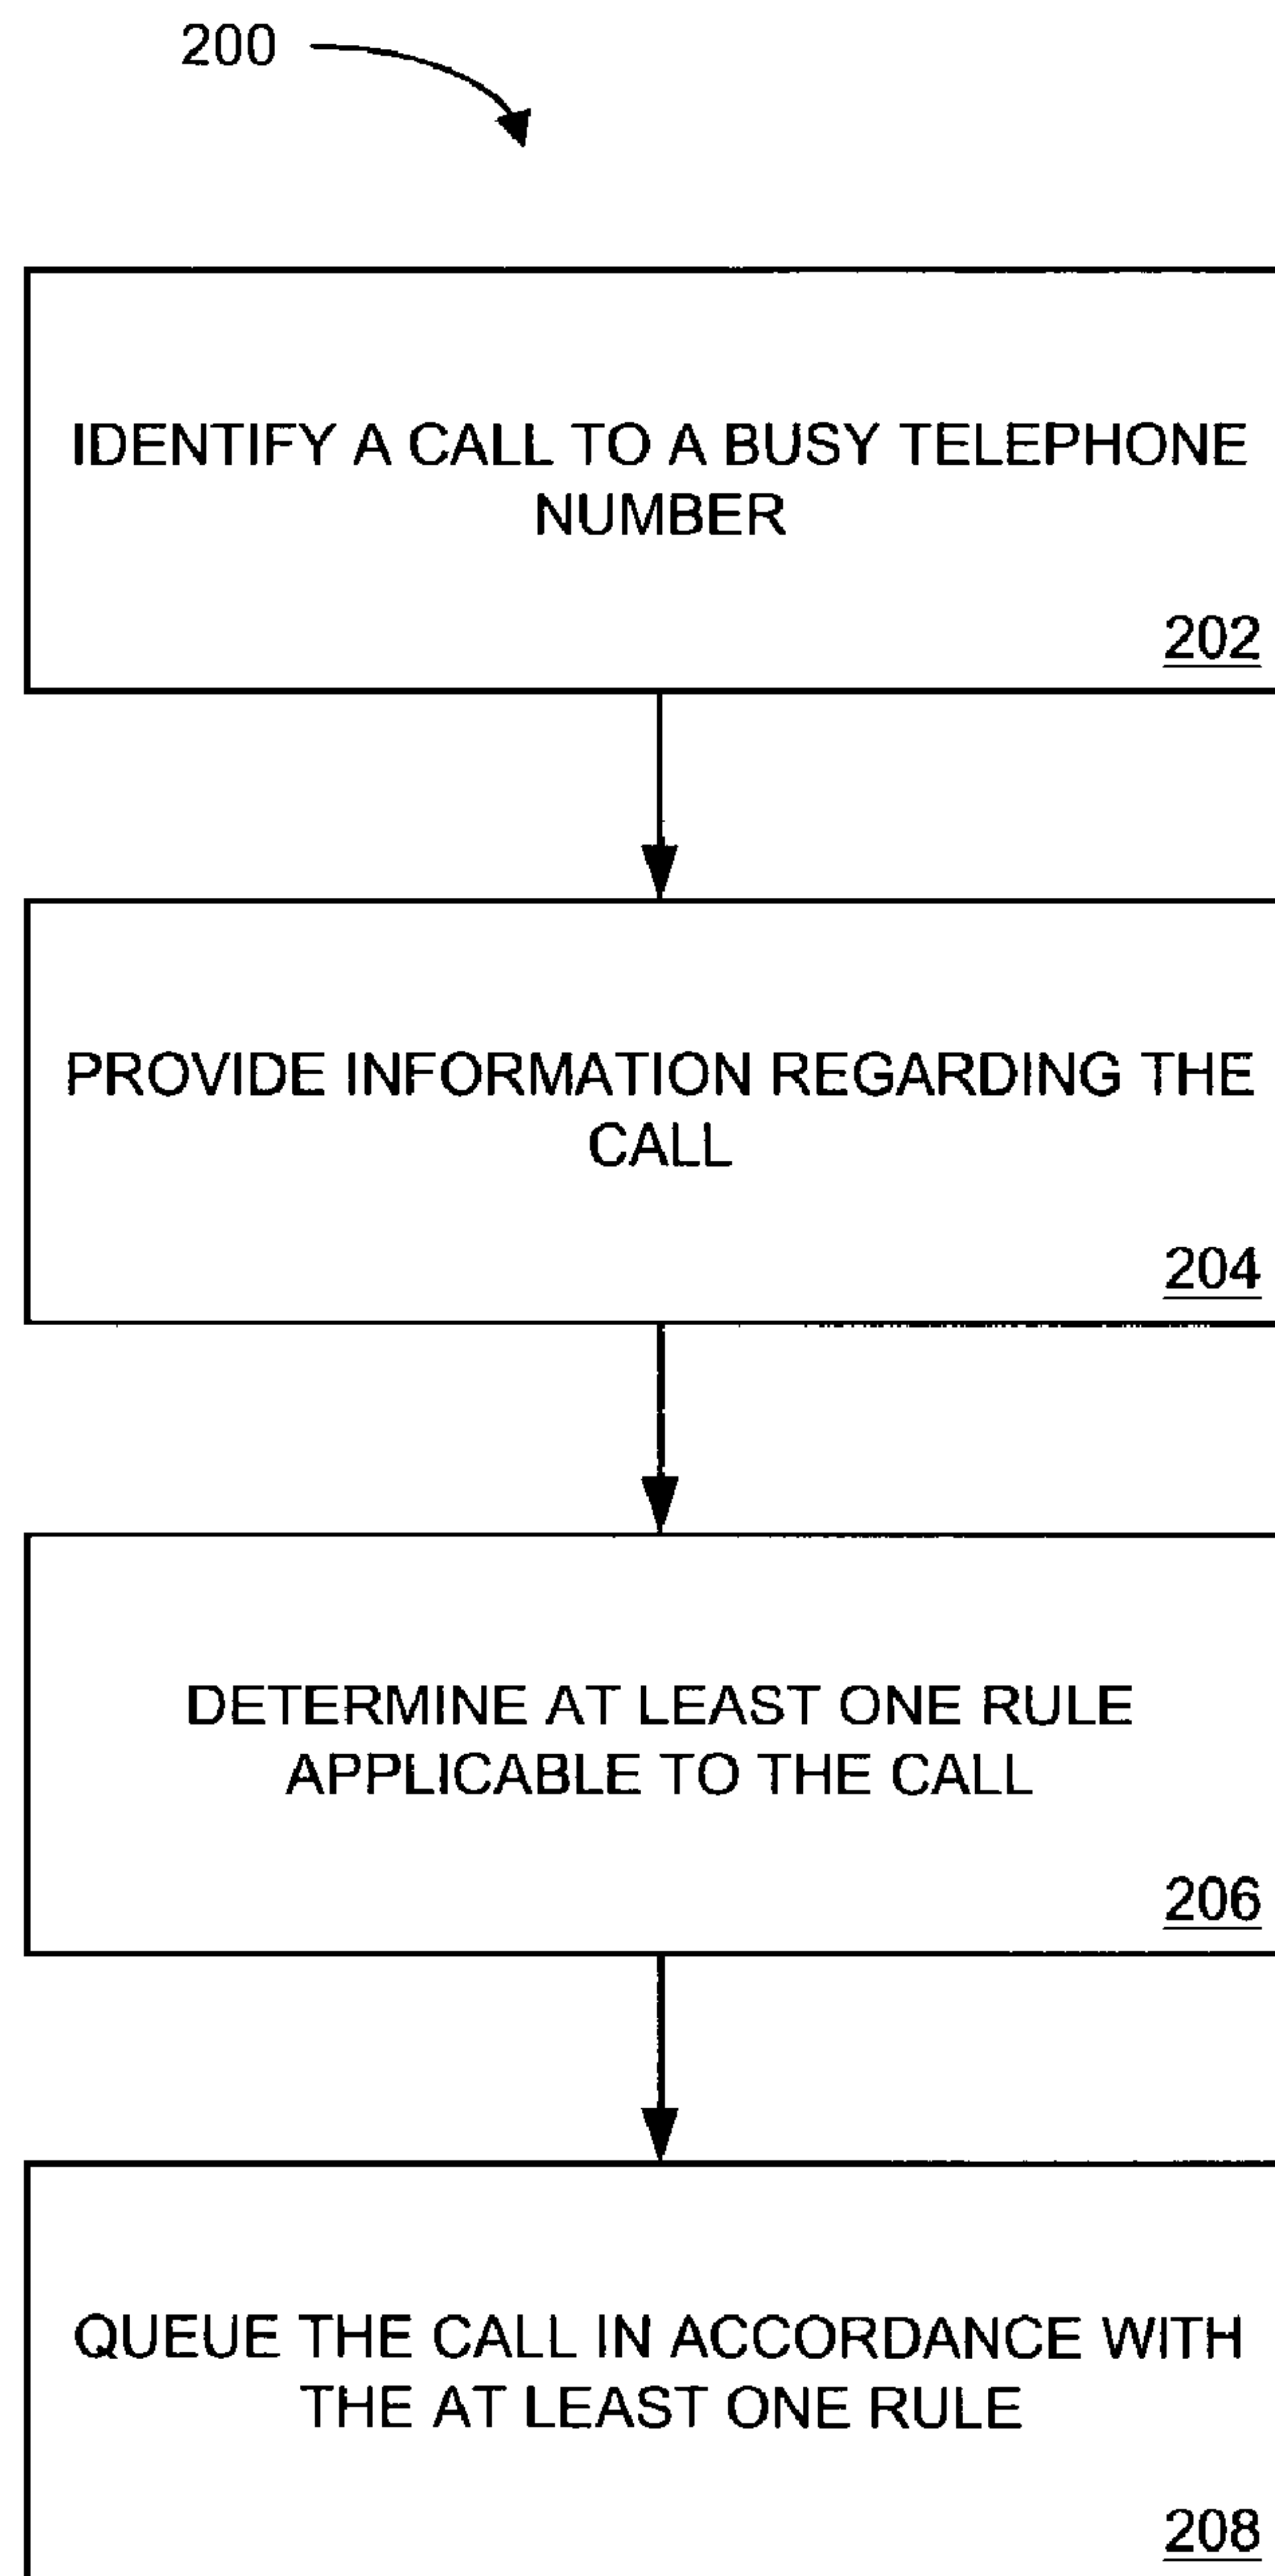 200
IDENTIFY A CALL TO A BUSY TELEPHONE
NUMBER
202
PROVIDE INFORMATION REGARDING THE
CALL
204
DETERMINE AT LEAST ONE RULE
APPLICABLE TO THE CALL
206
QUEUE THE CALL IN ACCORDANCE WITH
THE AT LEAST ONE RULE
208